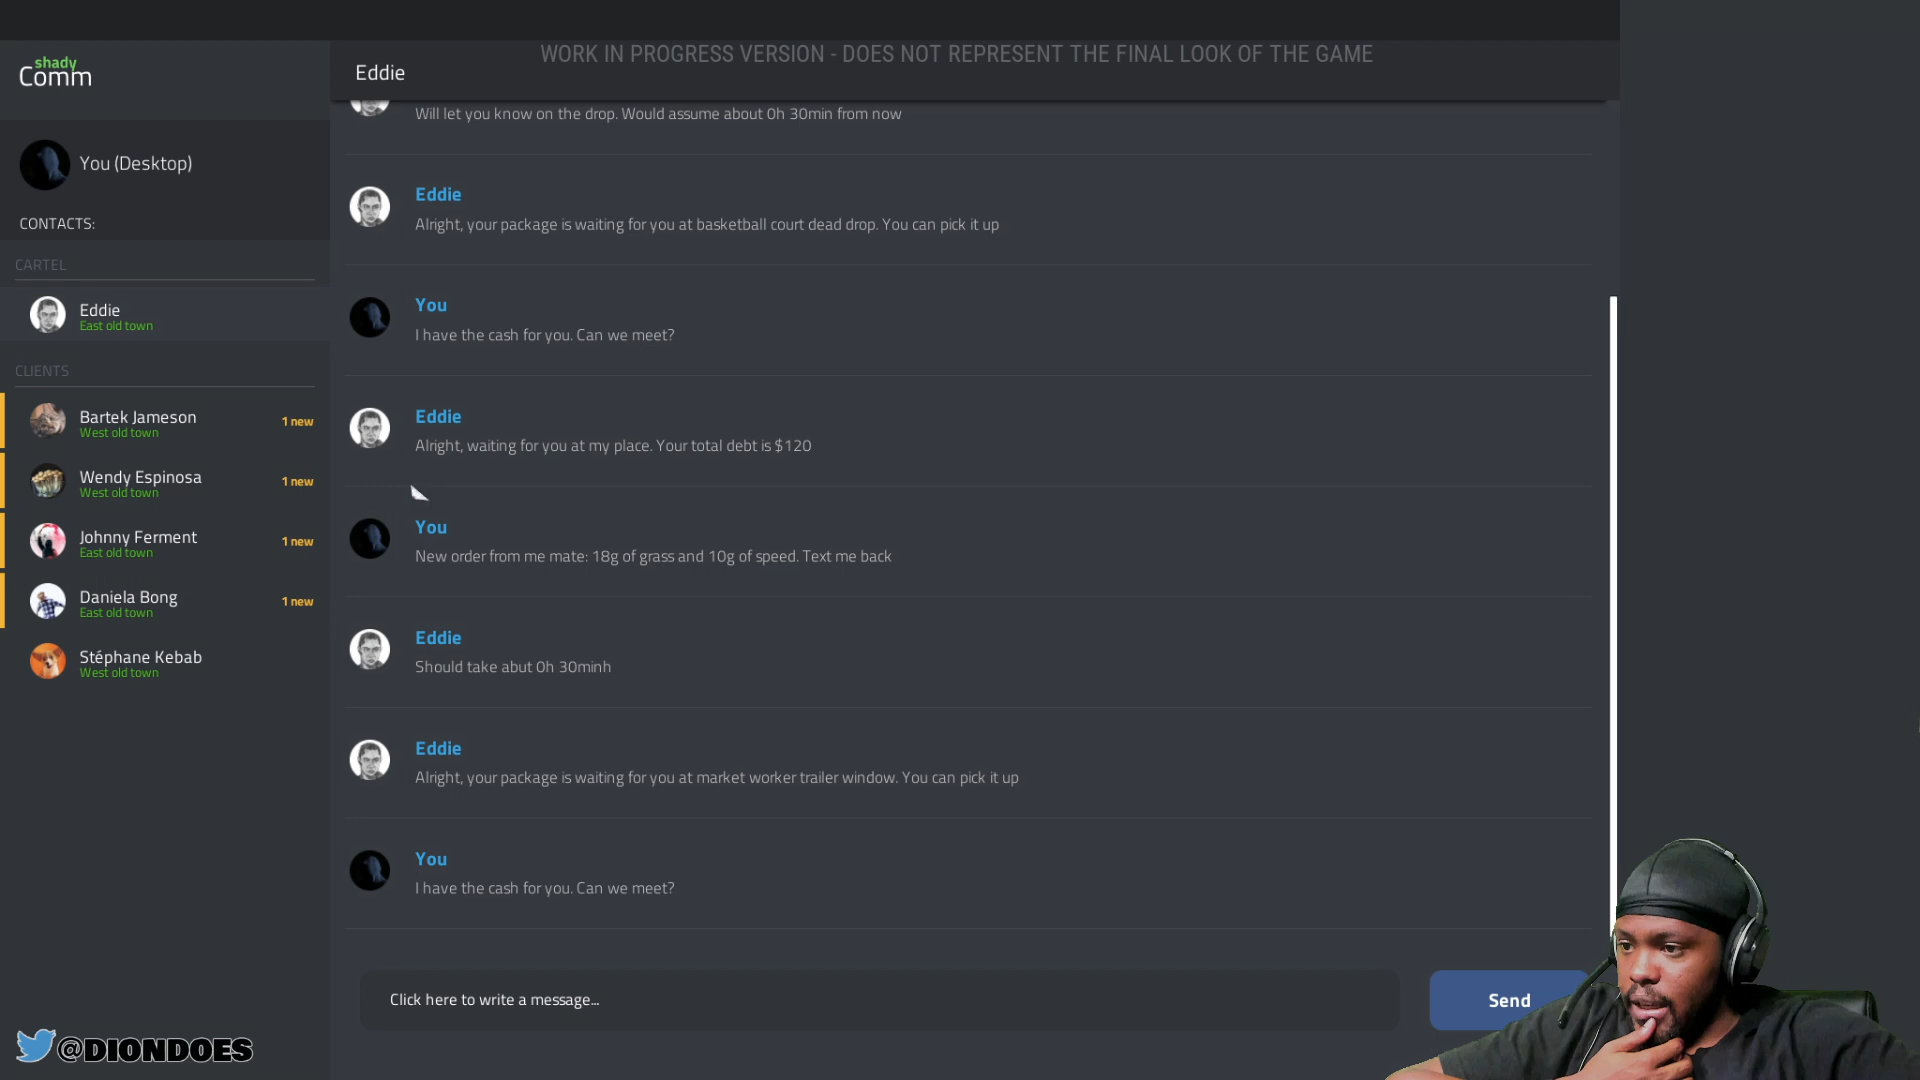 WORK IN PROGRESS VERSION - DOES NOT REPRESENT THE FINAL LOOK OF THE GAME
shady
Comm
Eddie
You (Desktop)
CONTACTS:
CARTEL
Eddie
East old town
CLIENTS
Bartek Jameson
1 new
West old town
Wendy Espinosa
1 new
West old town
Johnny Ferment
1 new
East old town
Daniela Bong
1 new
East old town
Stéphane Kebab
West old town
Will let you know on the drop. Would assume about 0h 30min from now
Eddie
Alright, your package is waiting for you at basketball court dead drop. You can pick it up
You
I have the cash for you. Can we meet?
Eddie
Alright, waiting for you at my place. Your total debt is $120
You
New order from me mate: 18g of grass and 10g of speed. Text me back
Eddie
Should take abut 0h 30minh
Eddie
Alright, your package is waiting for you at market worker trailer window. You can pick it up
You
I have the cash for you. Can we meet?
Click here to write a message...
Send
@DIONDOES